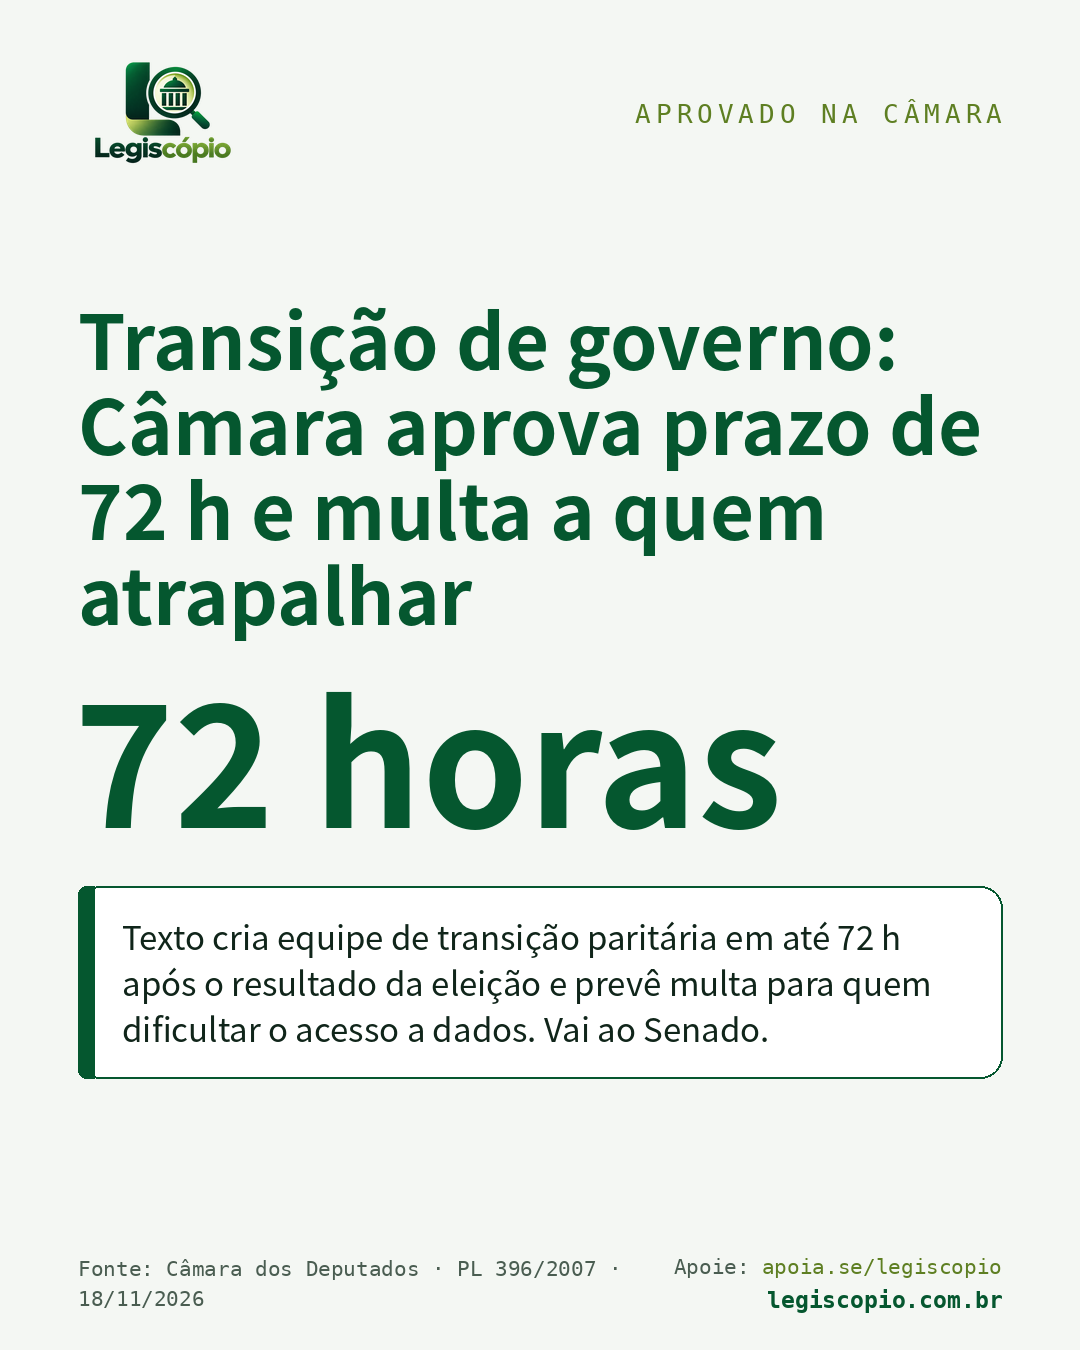 Legiscópio
APROVADO NA CÂMARA
Transição de governo:
Câmara aprova prazo de
72 h e multa a quem
atrapalhar
72 horas
Texto cria equipe de transição paritária em até 72 h
após o resultado da eleição e prevê multa para quem
dificultar o acesso a dados. Vai ao Senado.
Fonte: Câmara dos Deputados · PL 396/2007 ·
18/11/2026
Apoie: apoia.se/legiscopio
legiscopio.com.br